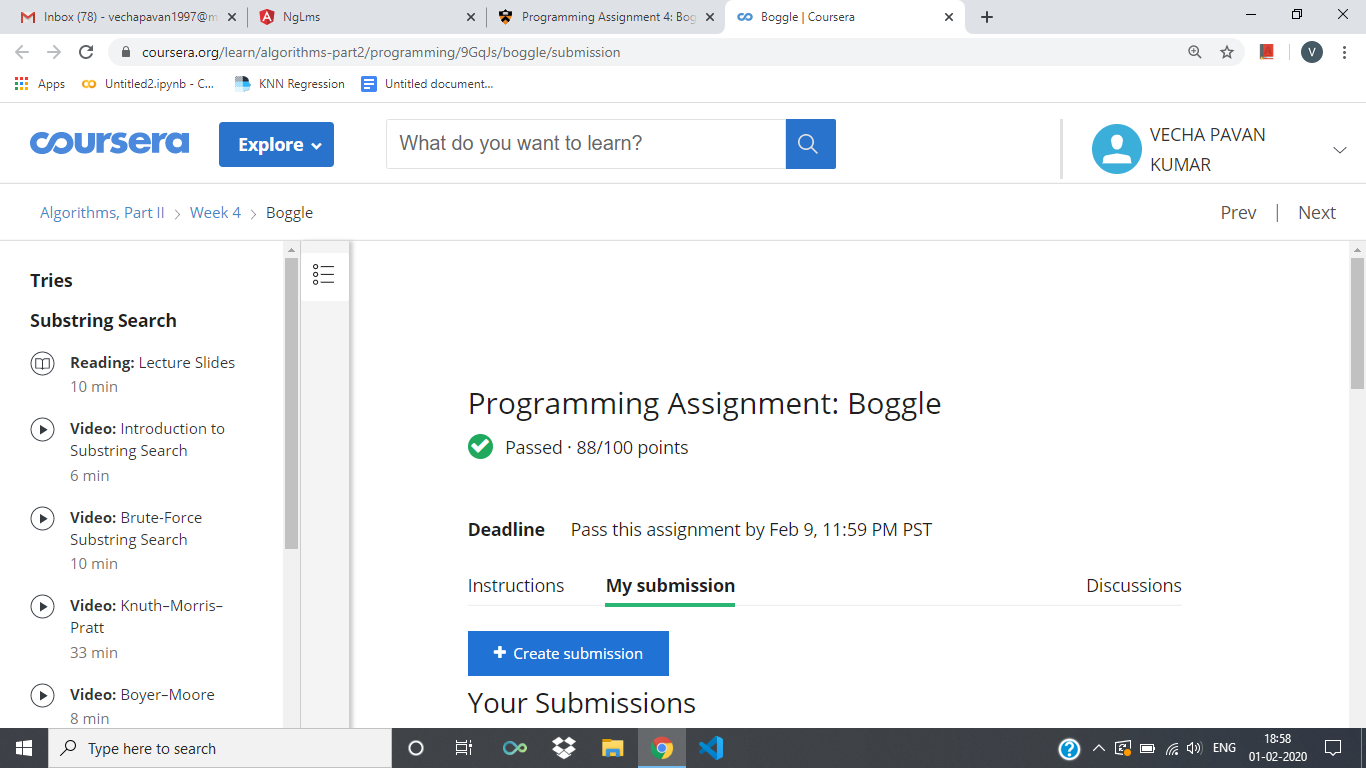 Inbox (78) - vechapavan1997@m
NgLms
Programming Assignment 4: Bog
Boggle | Coursera
coursera.org/learn/algorithms-part2/programming/9GqJs/boggle/submission
V
Apps
Untitled2.ipynb - C...
KNN Regression
Untitled document...
coursera
Explore
What do you want to learn?
VECHA PAVAN
KUMAR
Algorithms, Part II > Week 4 > Boggle
Prev | Next
Tries
Substring Search
Reading: Lecture Slides
10 min
Video: Introduction to
Substring Search
6 min
Video: Brute-Force
Substring Search
10 min
Video: Knuth–Morris–
Pratt
33 min
Video: Boyer–Moore
8 min
Programming Assignment: Boggle
Passed · 88/100 points
Deadline Pass this assignment by Feb 9, 11:59 PM PST
Instructions
My submission
Discussions
+ Create submission
Your Submissions
Type here to search
ENG
18:58
01-02-2020